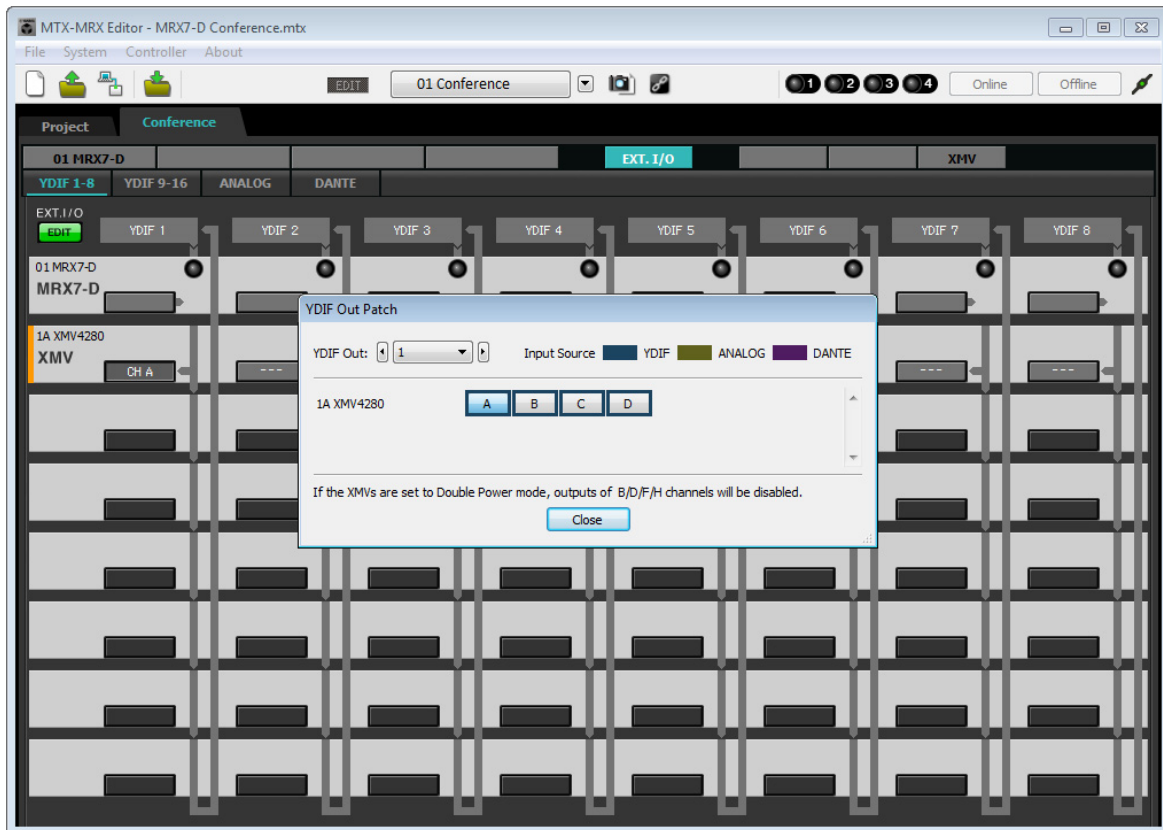 MTX-MRX Editor - MRX7-D Conference.mtx
File System Controller About
EDIT 01 Conference 1 2 3 4 Online Offline
Project Conference
01 MRX7-D EXT. I/O XMV
YDIF 1-8 YDIF 9-16 ANALOG DANTE
EXT.I/O
EDIT YDIF 1 YDIF 2 YDIF 3 YDIF 4 YDIF 5 YDIF 6 YDIF 7 YDIF 8
01 MRX7-D
MRX7-D
YDIF Out Patch
1A XMV4280
XMV
CH A --- --- ---
YDIF Out: 1 Input Source YDIF ANALOG DANTE
1A XMV4280 A B C D
If the XMVs are set to Double Power mode, outputs of B/D/F/H channels will be disabled.
Close